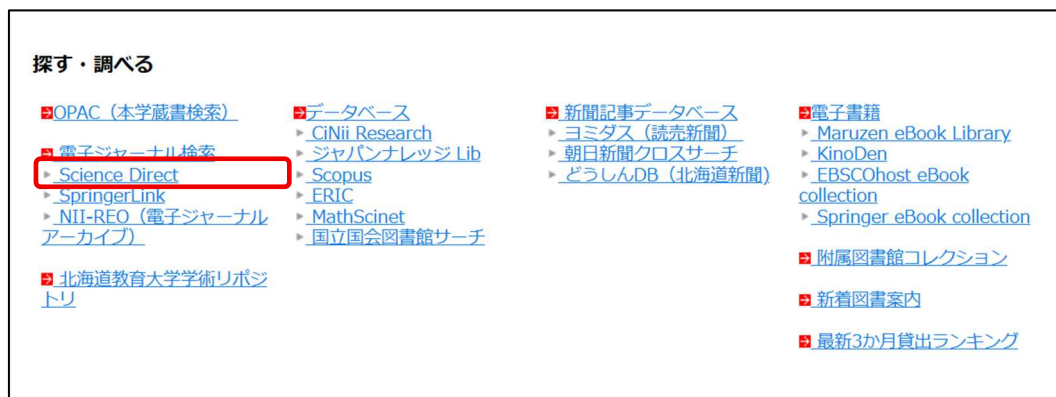 探す・調べる
OPAC（本学蔵書検索）
電子ジャーナル検索
Science Direct
SpringerLink
NII-REO（電子ジャーナル
アーカイブ）
北海道教育大学学術リポジ
トリ
データベース
CiNii Research
ジャパンナレッジ Lib
Scopus
ERIC
MathScinet
国立国会図書館サーチ
新聞記事データベース
ヨミダス（読売新聞）
朝日新聞クロスサーチ
どうしんDB（北海道新聞)
電子書籍
Maruzen eBook Library
KinoDen
EBSCOhost eBook
collection
Springer eBook collection
附属図書館コレクション
新着図書案内
最新3か月貸出ランキング